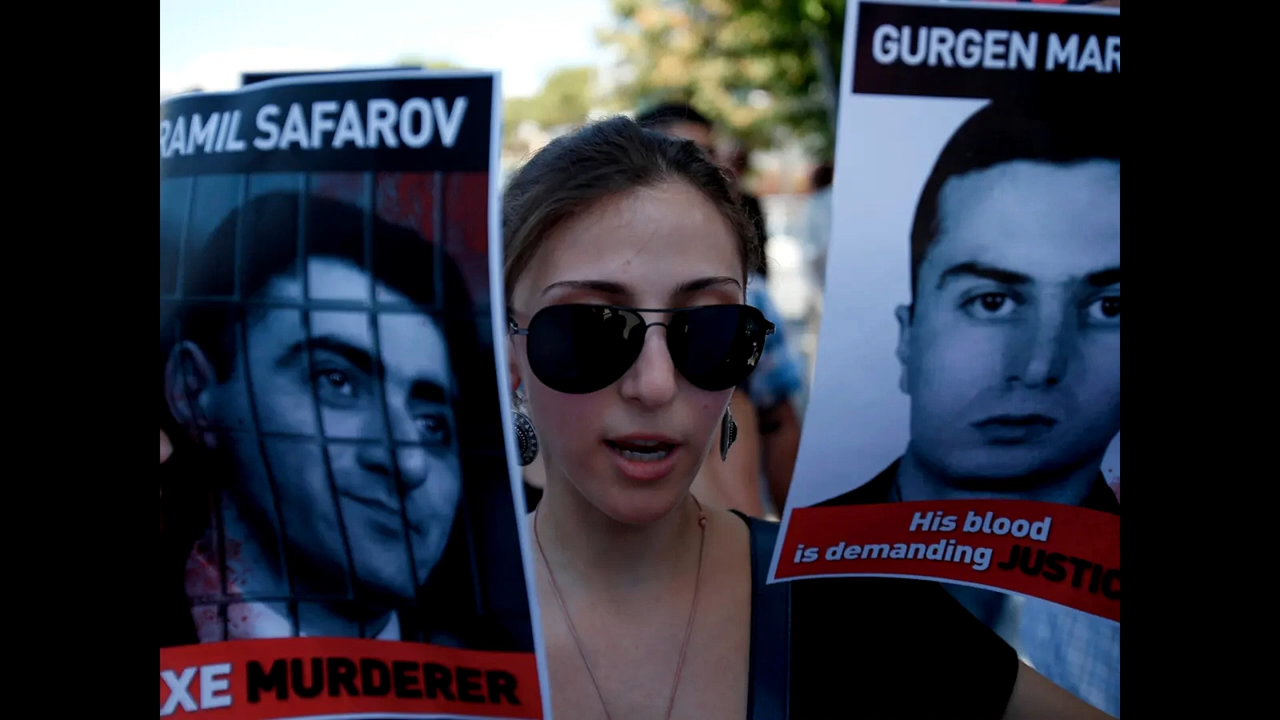 RAMIL SAFAROV
XE MURDERER
GURGEN MAR
His blood
is demanding JUSTIC